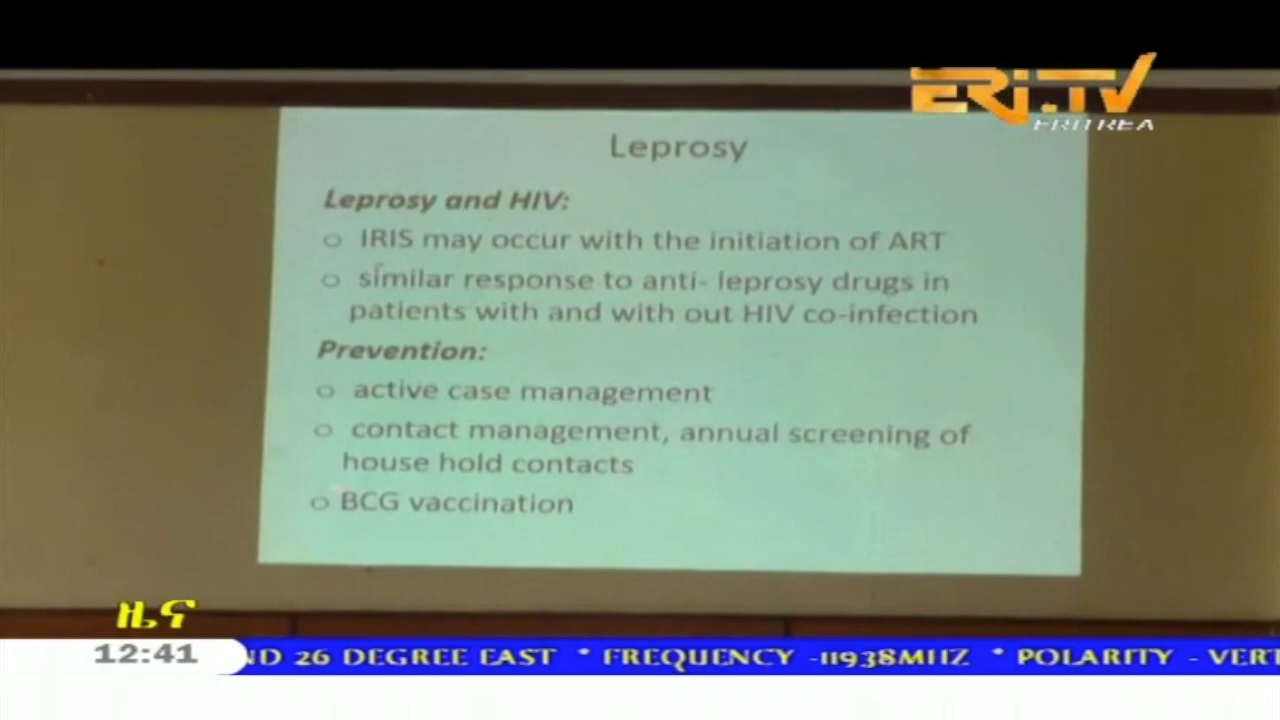 ERI.TV
ERITREA
Leprosy
Leprosy and HIV:
o IRIS may occur with the initiation of ART
o similar response to anti- leprosy drugs in
patients with and with out HIV co-infection
Prevention:
o active case management
o contact management, annual screening of
house hold contacts
o BCG vaccination
ዜና
12:41
ND 26 DEGREE EAST * FREQUENCY -11938MHZ * POLARITY - VERT